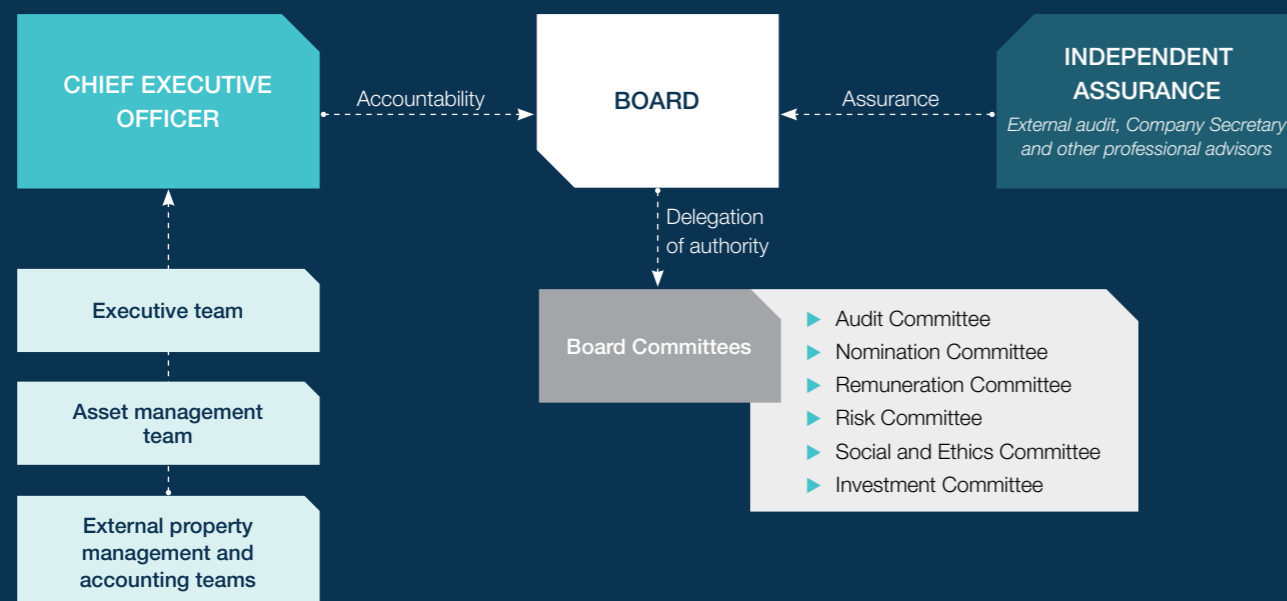 CHIEF EXECUTIVE
OFFICER
Accountability
BOARD
Assurance
INDEPENDENT
ASSURANCE
External audit, Company Secretary
and other professional advisors
Delegation
of authority
Executive team
Asset management
team
External property
management and
accounting teams
Board Committees
Audit Committee
Nomination Committee
Remuneration Committee
Risk Committee
Social and Ethics Committee
Investment Committee